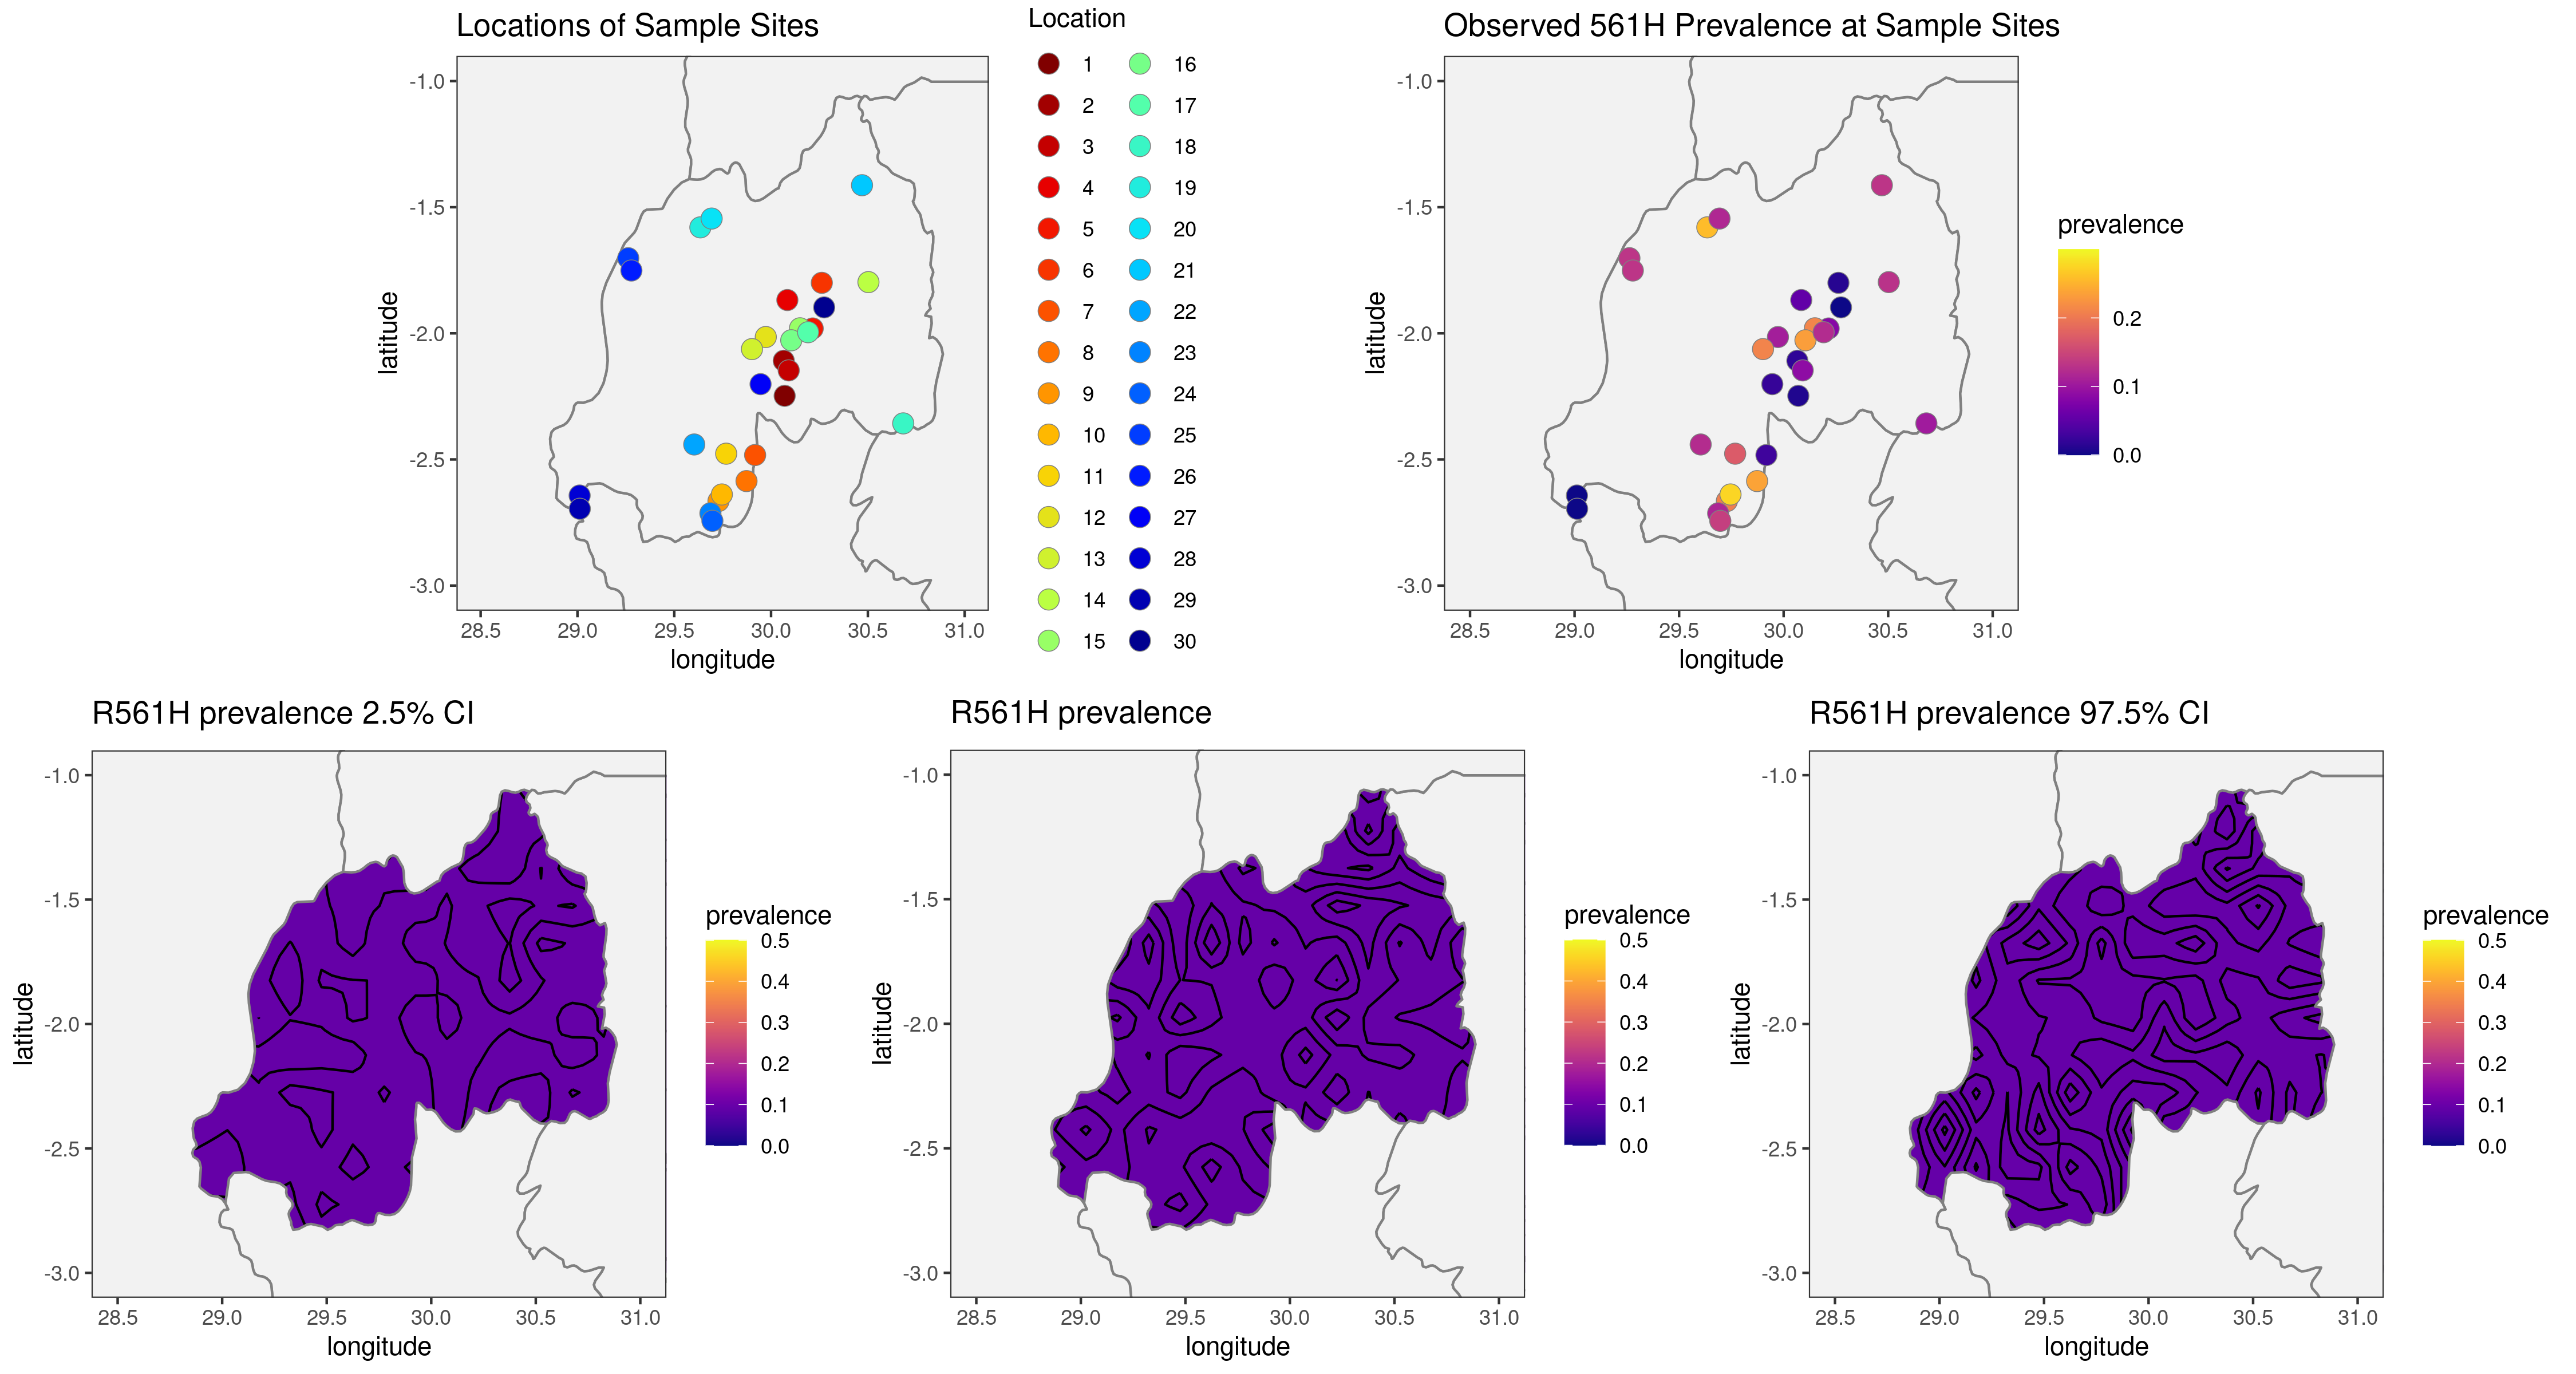 Locations of Sample Sites
-1.0
-1.5
-2.0
-2.5
-3.0
latitude
28.5 29.0 29.5 30.0 30.5 31.0
longitude
Location
1 16
2 17
3 18
4 19
5 20
6 21
7 22
8 23
9 24
10 25
11 26
12 27
13 28
14 29
15 30
Observed 561H Prevalence at Sample Sites
-1.0
-1.5
-2.0
-2.5
-3.0
latitude
28.5 29.0 29.5 30.0 30.5 31.0
longitude
prevalence
0.2
0.1
0.0
R561H prevalence 2.5% CI
-1.0
-1.5
-2.0
-2.5
-3.0
latitude
28.5 29.0 29.5 30.0 30.5 31.0
longitude
prevalence
0.5
0.4
0.3
0.2
0.1
0.0
R561H prevalence
-1.0
-1.5
-2.0
-2.5
-3.0
latitude
28.5 29.0 29.5 30.0 30.5 31.0
longitude
prevalence
0.5
0.4
0.3
0.2
0.1
0.0
R561H prevalence 97.5% CI
-1.0
-1.5
-2.0
-2.5
-3.0
latitude
28.5 29.0 29.5 30.0 30.5 31.0
longitude
prevalence
0.5
0.4
0.3
0.2
0.1
0.0